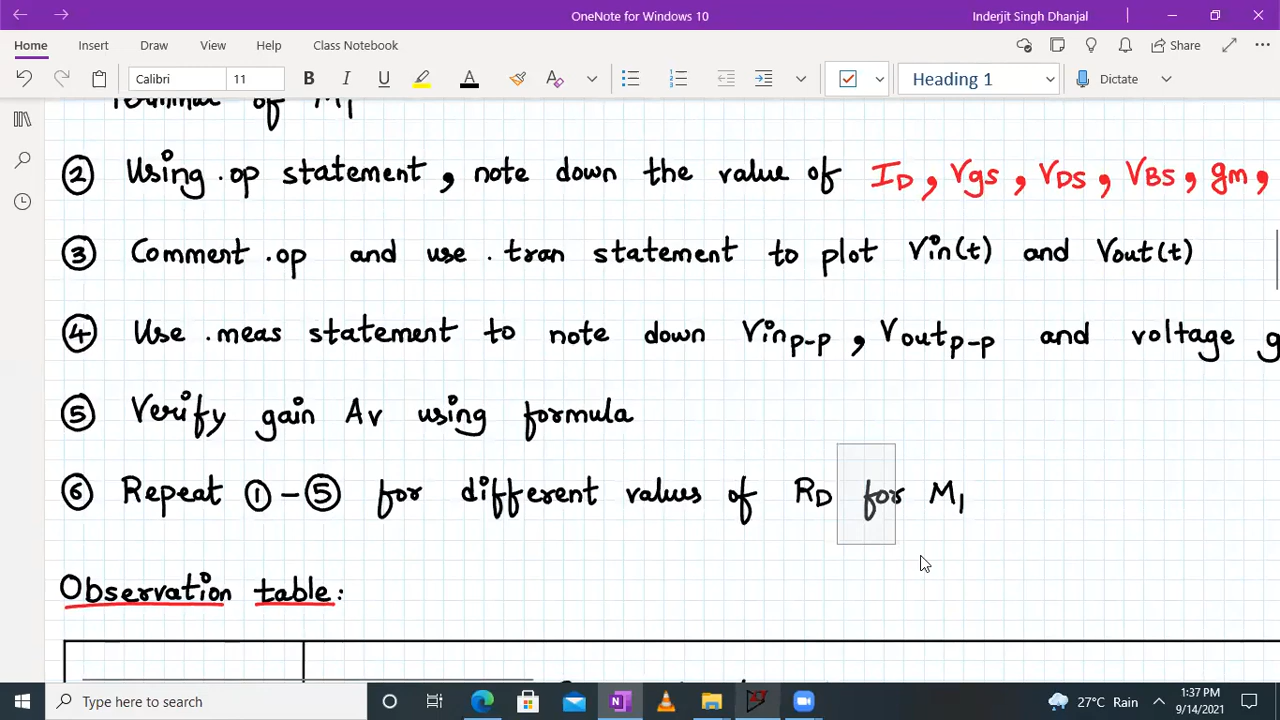 OneNote for Windows 10
Inderjit Singh Dhanjal
Home Insert Draw View Help Class Notebook
Share
Calibri 11 B I U A Heading 1 Dictate
Terminal of M1
② Using .op statement, note down the value of ID, Vgs, VDS, VBS, gm,
③ Comment .op and use .tran statement to plot Vin(t) and Vout(t)
④ Use .meas statement to note down Vinp-p, Voutp-p and voltage g
⑤ Verify gain Av using formula
⑥ Repeat ①-⑤ for different values of RD for M1
Observation table:
Type here to search
27°C Rain
1:37 PM
9/14/2021